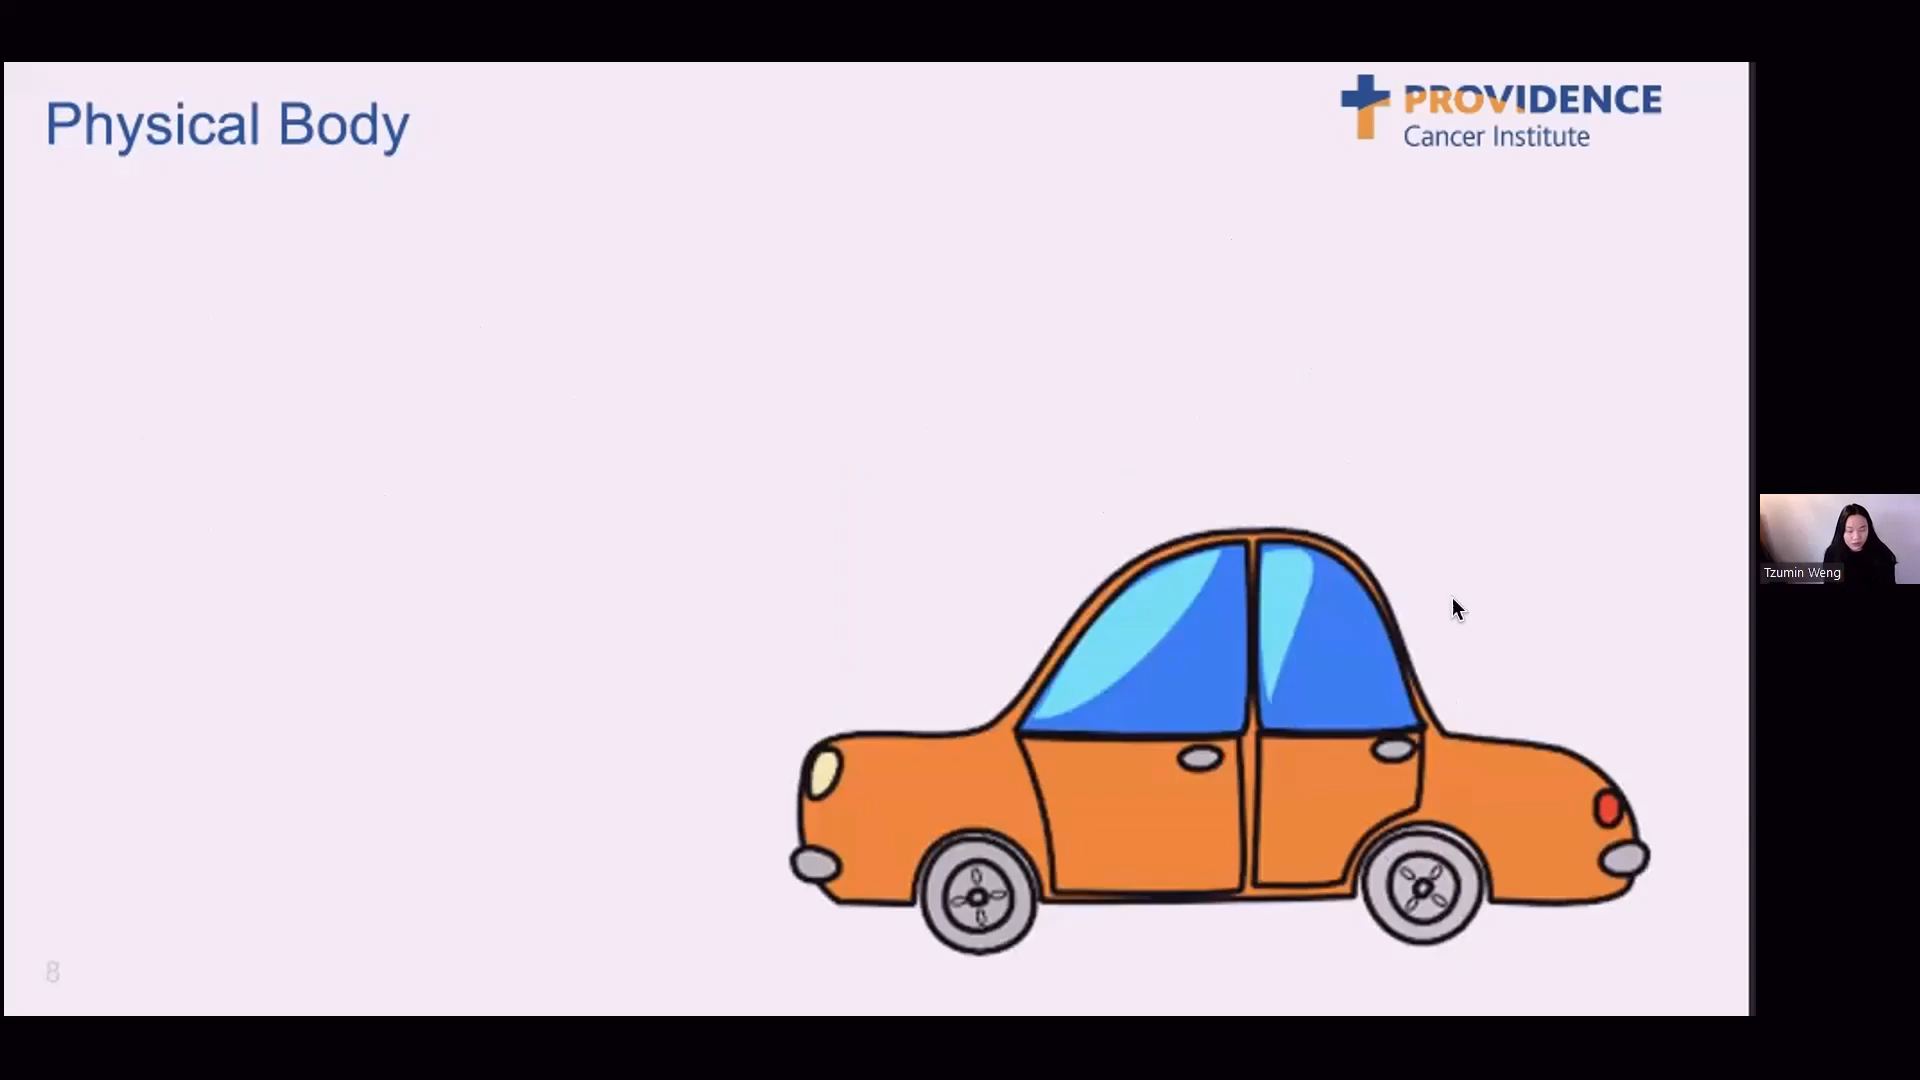 Physical Body
PROVIDENCE
Cancer Institute
Tzumin Weng
8